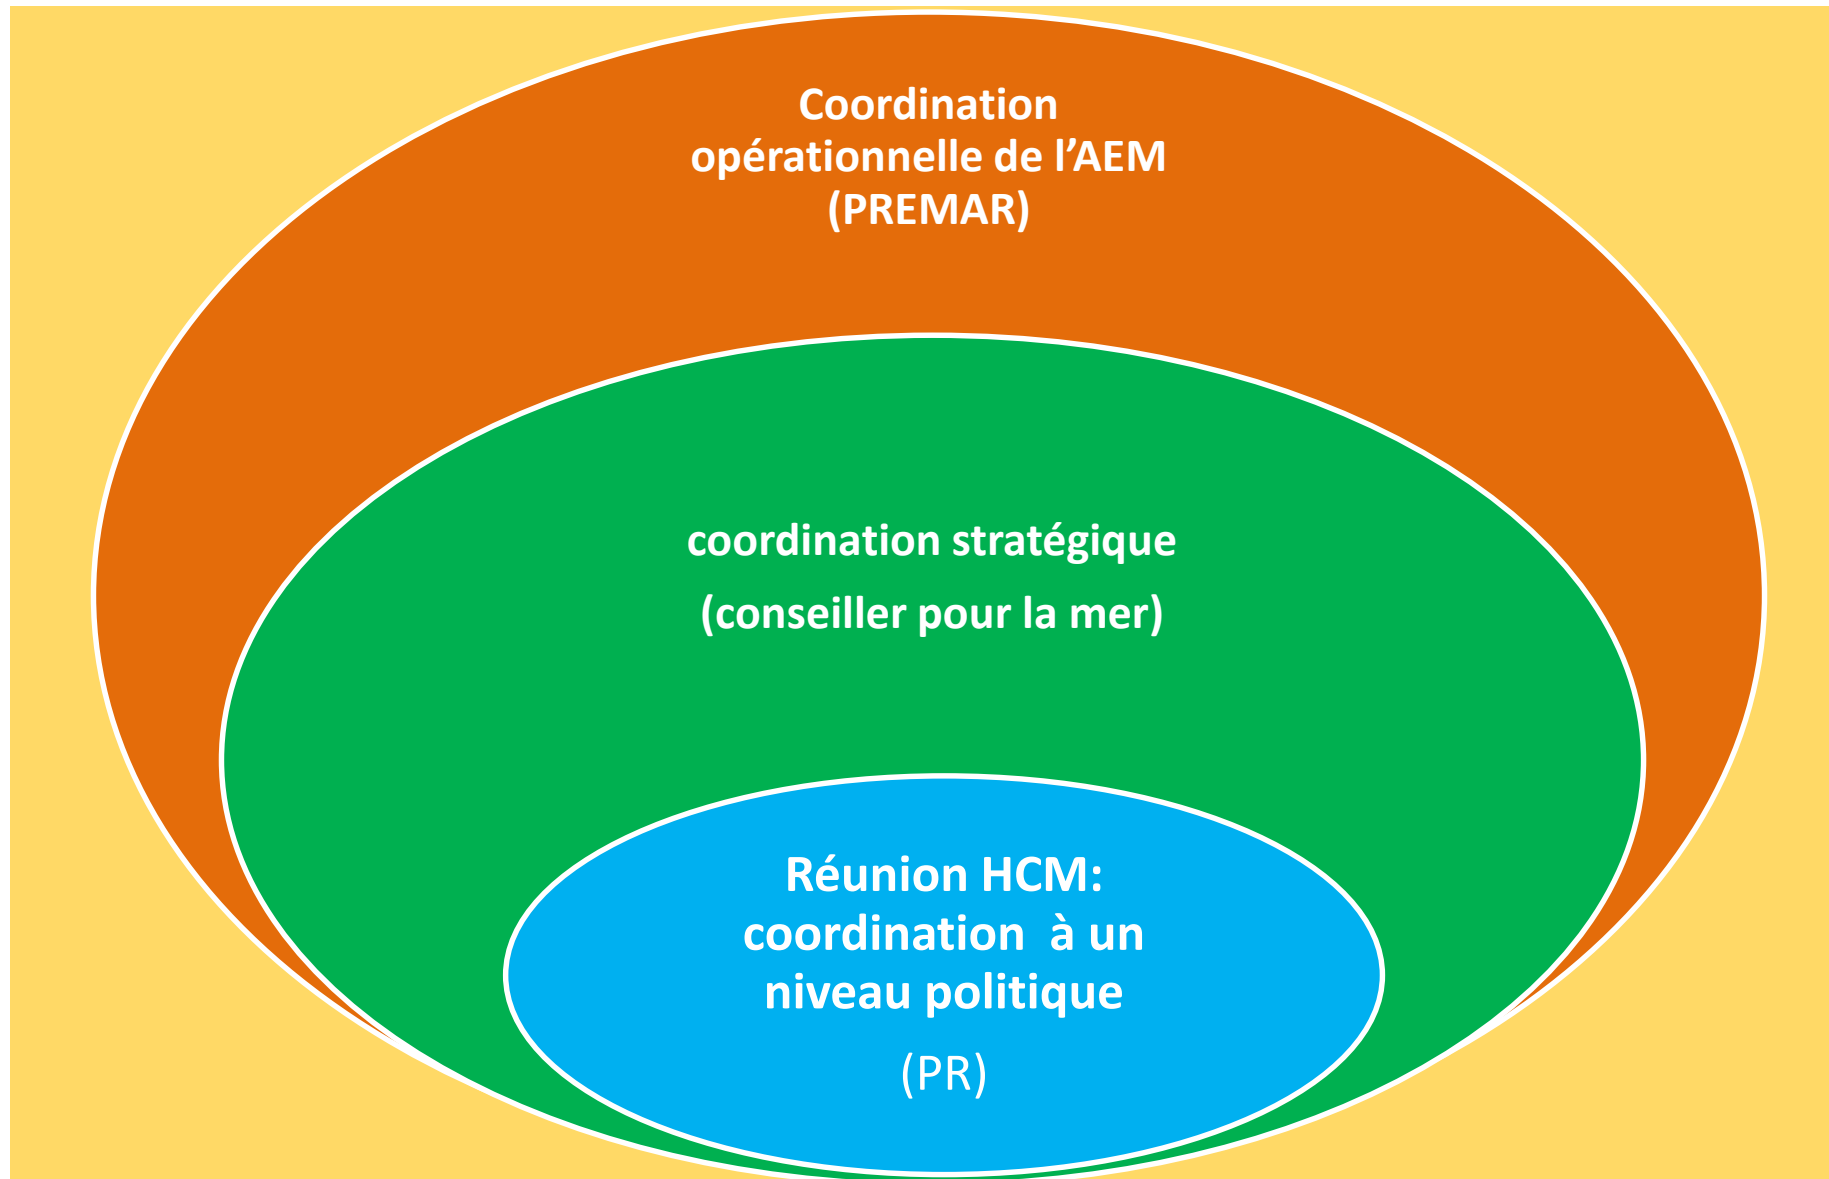 Coordination
opérationnelle de l’AEM
(PREMAR)
coordination stratégique
(conseiller pour la mer)
Réunion HCM:
coordination  à un
niveau politique
(PR)